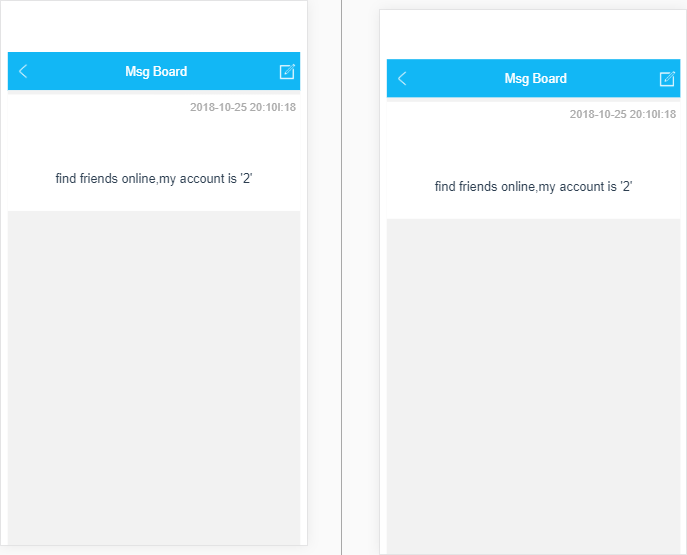 Msg Board
2018-10-25 20:10l:18
find friends online,my account is '2'
Msg Board
2018-10-25 20:10l:18
find friends online,my account is '2'